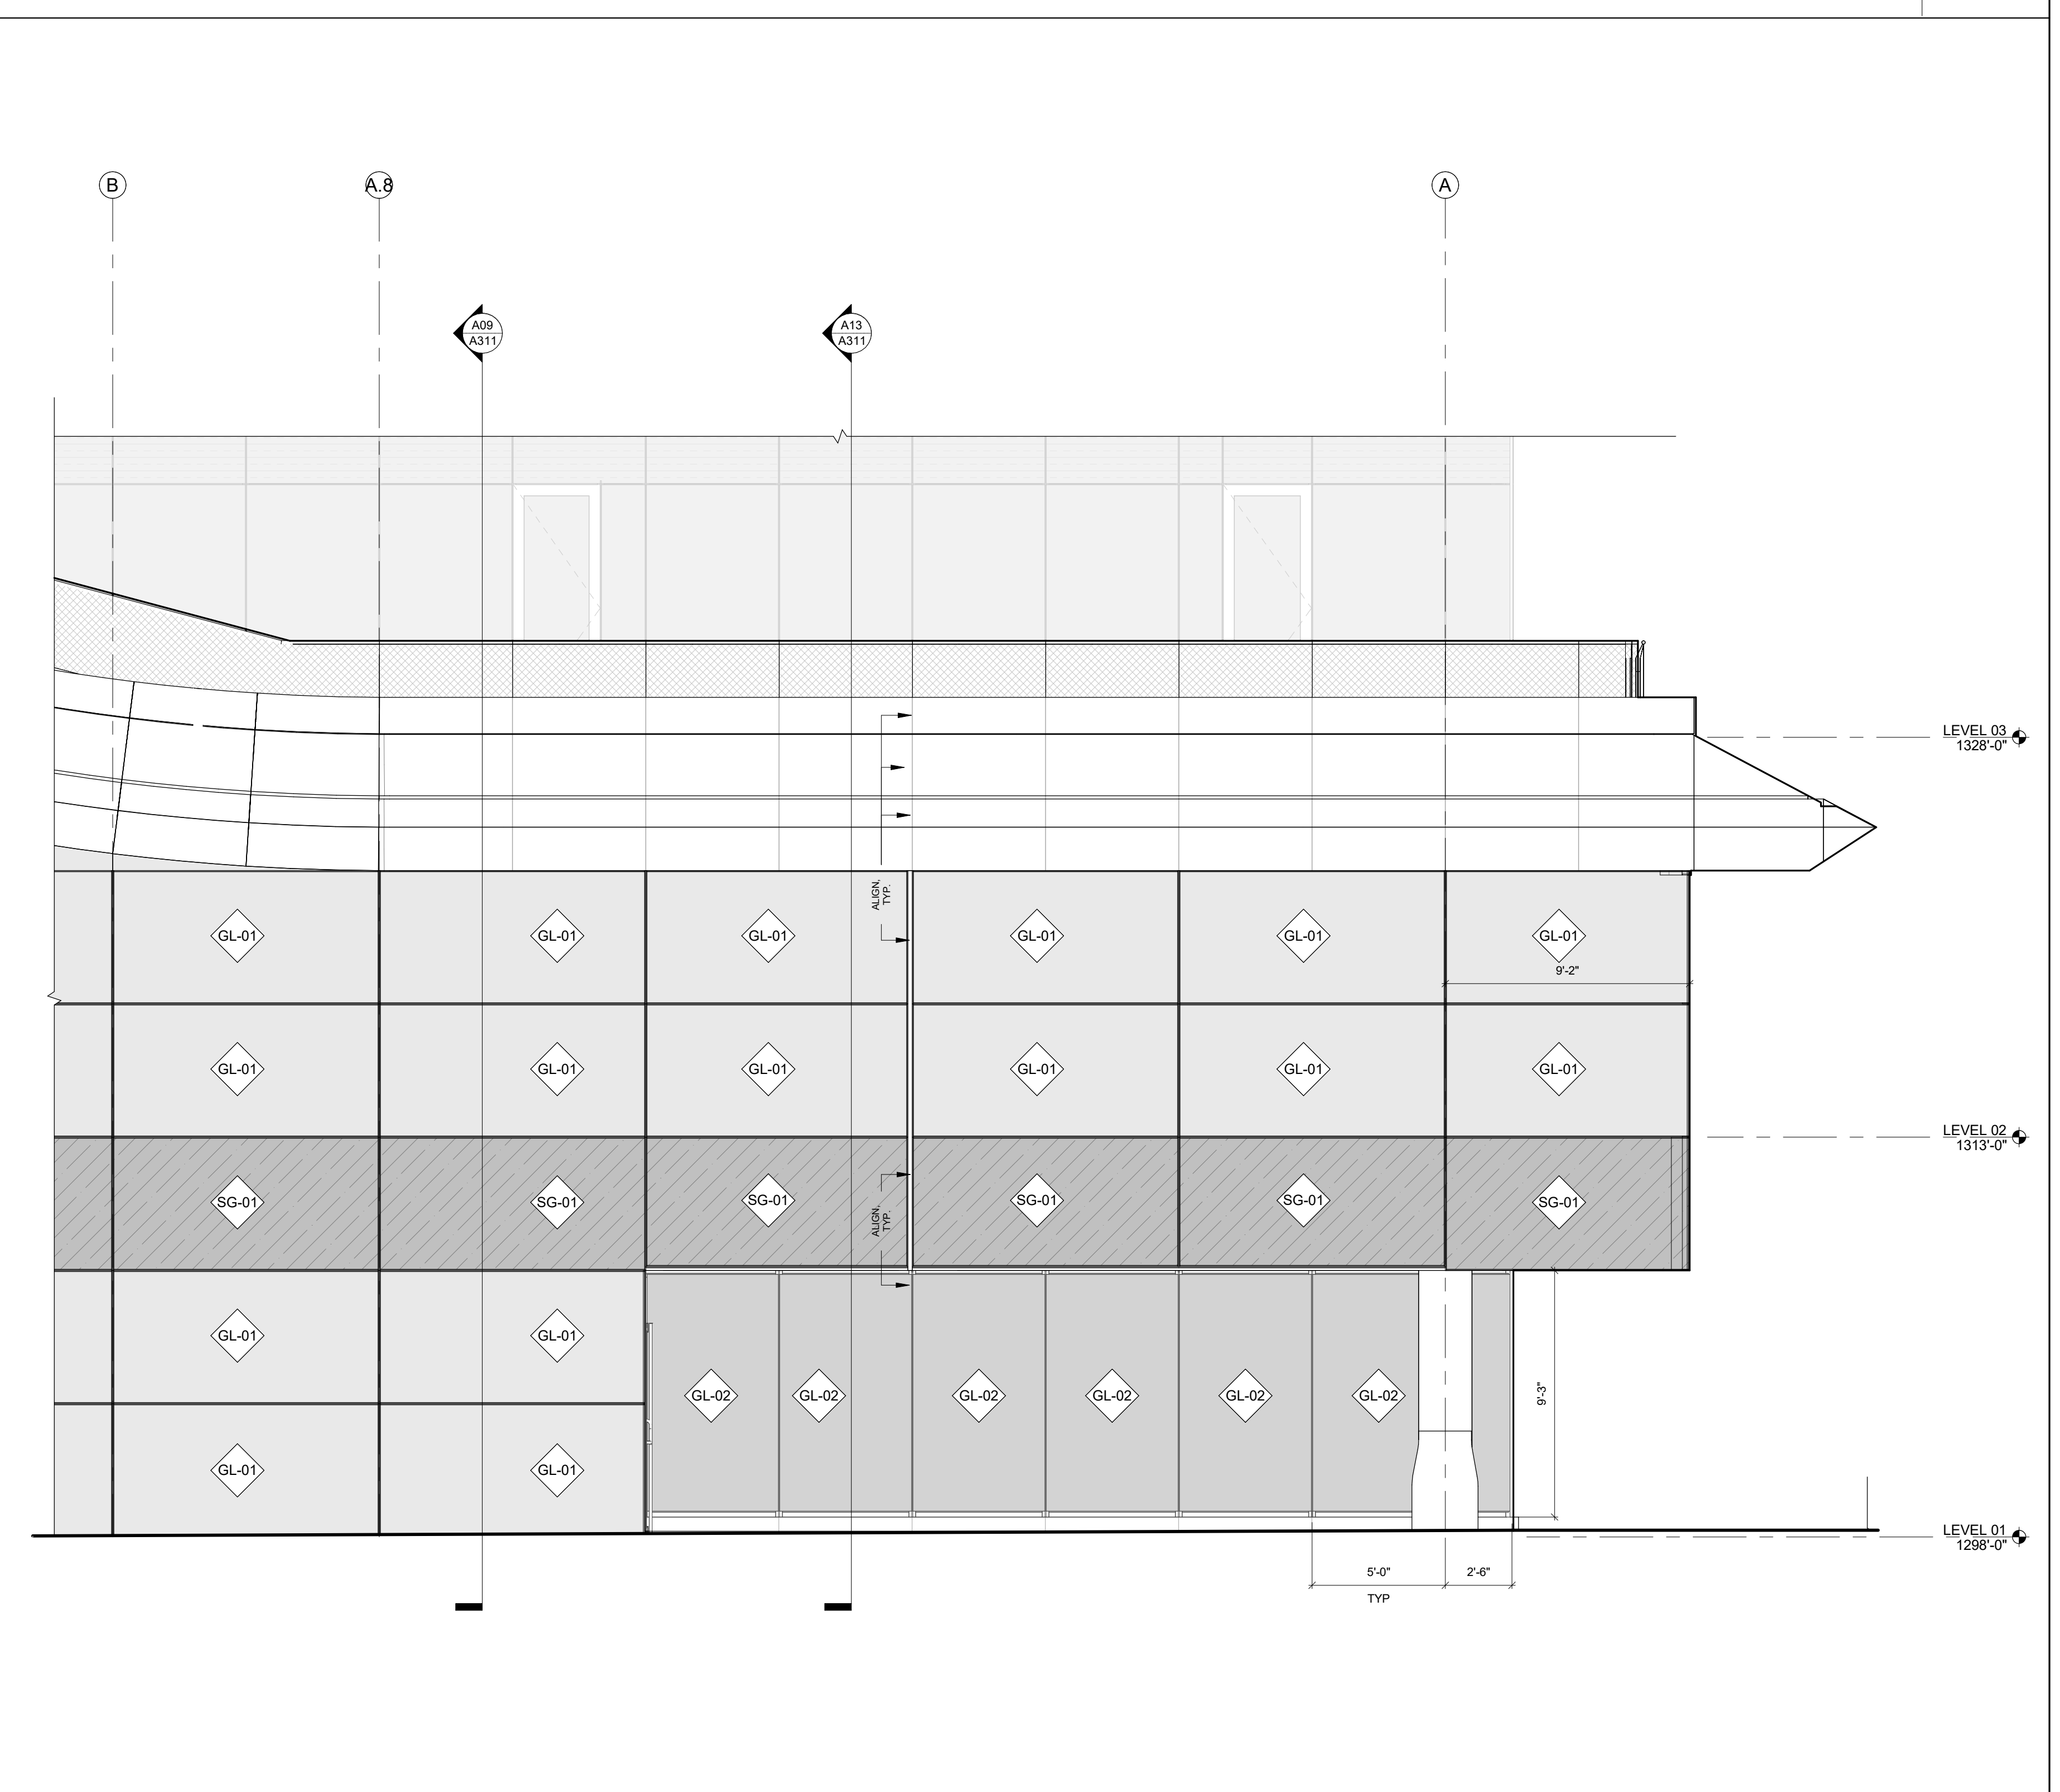 B
A.8
A
A09
A311
A13
A311
LEVEL 03
1328'-0"
ALIGN,
TYP.
GL-01
GL-01
GL-01
GL-01
GL-01
GL-01
9'-2"
GL-01
GL-01
GL-01
GL-01
GL-01
GL-01
LEVEL 02
1313'-0"
SG-01
SG-01
SG-01
SG-01
SG-01
SG-01
ALIGN,
TYP.
GL-01
GL-01
GL-02
GL-02
GL-02
GL-02
GL-02
GL-02
9'-3"
GL-01
GL-01
LEVEL 01
1298'-0"
5'-0"
2'-6"
TYP